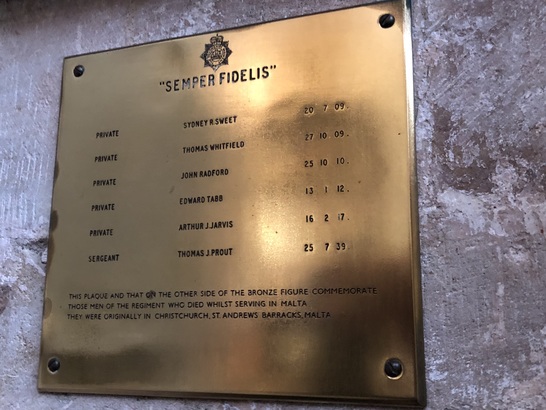 "SEMPER FIDELIS"
PRIVATE SYDNEY R. SWEET 20 7 09.
PRIVATE THOMAS WHITFIELD 27 10 09.
PRIVATE JOHN RADFORD 25 10 10.
PRIVATE EDWARD TABB 13 1 12.
PRIVATE ARTHUR J. JARVIS 16 2 17.
SERGEANT THOMAS J. PROUT 25 7 39.
THIS PLAQUE AND THAT ON THE OTHER SIDE OF THE BRONZE FIGURE COMMEMORATE
THOSE MEN OF THE REGIMENT WHO DIED WHILST SERVING IN MALTA
THEY WERE ORIGINALLY IN CHRISTCHURCH, ST. ANDREWS BARRACKS, MALTA